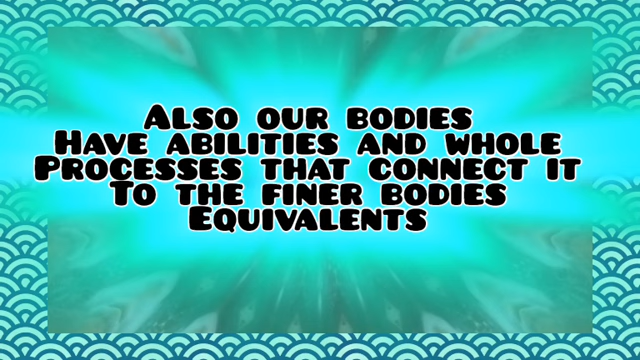 Also our bodies
Have abilities and whole
Processes that connect it
To the finer bodies
Equivalents